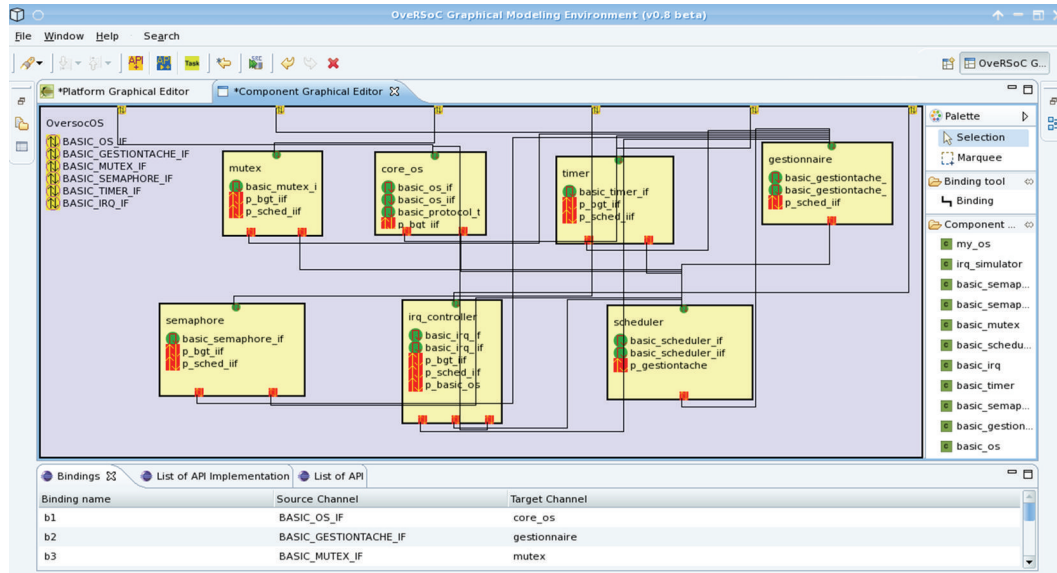 OveRSoC Graphical Modeling Environment (v0.8 beta)
File Window Help Search
API
Task
SRC
OveRSoC G...
*Platform Graphical Editor
*Component Graphical Editor
OversocOS
BASIC_OS_IF
BASIC_GESTIONTACHE_IF
BASIC_MUTEX_IF
BASIC_SEMAPHORE_IF
BASIC_TIMER_IF
BASIC_IRQ_IF
mutex
basic_mutex_i
p_bgt_iif
p_sched_iif
core_os
basic_os_if
basic_os_iif
basic_protocol_t
p_bgt_iif
timer
basic_timer_if
p_bgt_iif
p_sched_iif
gestionnaire
basic_gestiontache_
basic_gestiontache_
p_sched_iif
semaphore
basic_semaphore_if
p_bgt_iif
p_sched_iif
irq_controller
basic_irq_if
basic_irq_iif
p_bgt_iif
p_sched_iif
p_basic_os
scheduler
basic_scheduler_if
basic_scheduler_iif
p_gestiontache
Palette
Selection
Marquee
Binding tool
Binding
Component ...
my_os
irq_simulator
basic_semap...
basic_semap...
basic_mutex
basic_schedu...
basic_irq
basic_timer
basic_semap...
basic_gestion...
basic_os
Bindings
List of API Implementation
List of API
Binding name Source Channel Target Channel
b1 BASIC_OS_IF core_os
b2 BASIC_GESTIONTACHE_IF gestionnaire
b3 BASIC_MUTEX_IF mutex